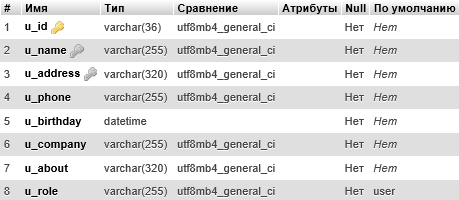 # Имя Тип Сравнение Атрибуты Null По умолчанию
1 u_id varchar(36) utf8mb4_general_ci Нет Нет
2 u_name varchar(255) utf8mb4_general_ci Нет Нет
3 u_address varchar(320) utf8mb4_general_ci Нет Нет
4 u_phone varchar(255) utf8mb4_general_ci Нет Нет
5 u_birthday datetime Нет Нет
6 u_company varchar(255) utf8mb4_general_ci Нет Нет
7 u_about varchar(320) utf8mb4_general_ci Нет Нет
8 u_role varchar(255) utf8mb4_general_ci Нет user